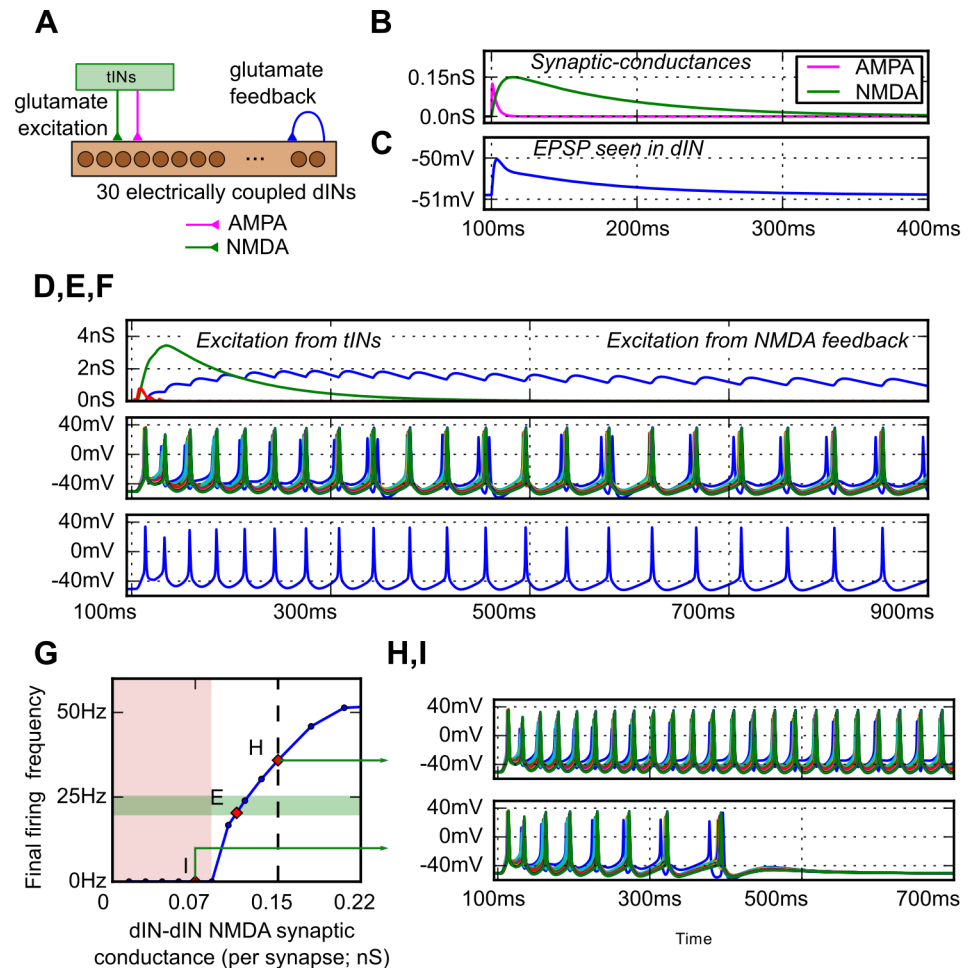 A
tINs
glutamate
excitation
glutamate
feedback
...
30 electrically coupled dINs
AMPA
NMDA
B
Synaptic-conductances
AMPA
NMDA
0.15nS
0.0nS
C
EPSP seen in dIN
-50mV
-51mV
100ms 200ms 300ms 400ms
D,E,F
4nS
2nS
0nS
Excitation from tINs
Excitation from NMDA feedback
40mV
0mV
-40mV
40mV
0mV
-40mV
100ms 300ms 500ms 700ms 900ms
G
Final firing frequency
50Hz
25Hz
0Hz
H
E
I
0 0.07 0.15 0.22
dIN-dIN NMDA synaptic
conductance (per synapse; nS)
H,I
40mV
0mV
-40mV
40mV
0mV
-40mV
100ms 300ms 500ms 700ms
Time